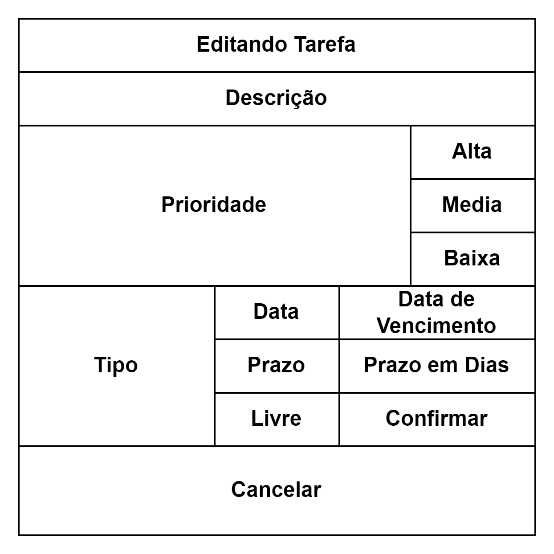 Editando Tarefa
Descrição
Prioridade
Alta
Media
Baixa
Tipo
Data
Data de
Vencimento
Prazo
Prazo em Dias
Livre
Confirmar
Cancelar